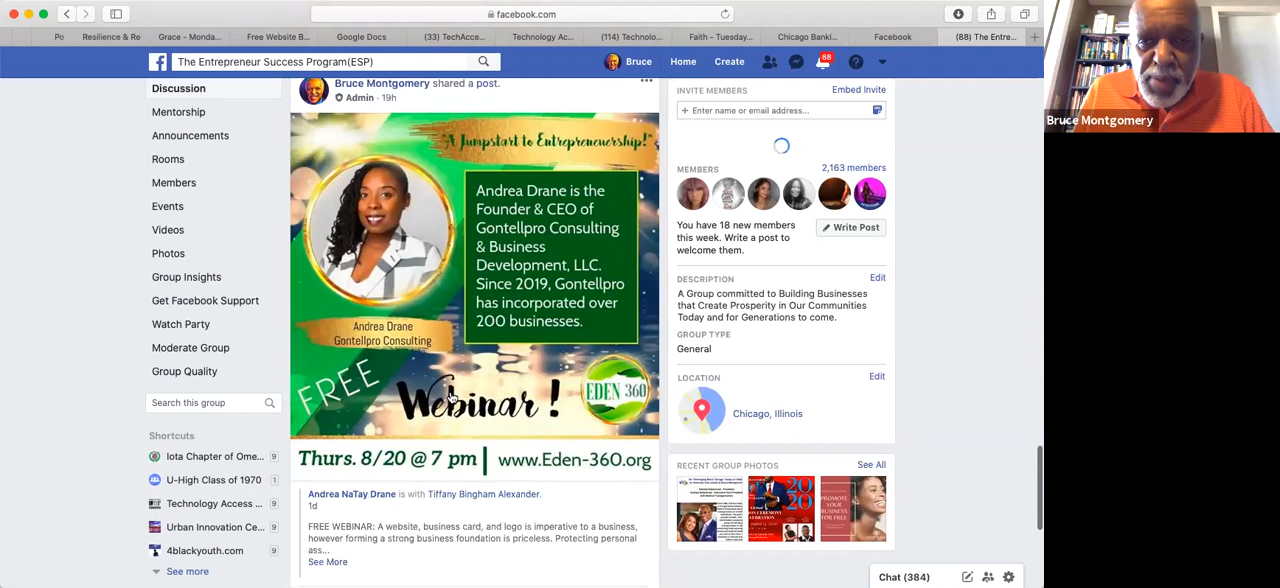 facebook.com
Po
Resilience & Re
Grace - Monda...
Free Website B...
Google Docs
(33) TechAcce...
Technology Ac...
(114) Technolo...
Faith - Tuesday...
Chicago Banki...
Facebook
(88) The Entre...
The Entrepreneur Success Program(ESP)
Bruce
Home
Create
88
Discussion
Mentorship
Announcements
Rooms
Members
Events
Videos
Photos
Group Insights
Get Facebook Support
Watch Party
Moderate Group
Group Quality
Search this group
Shortcuts
Iota Chapter of Ome... 9
U-High Class of 1970 1
Technology Access ... 9
Urban Innovation Ce... 9
4blackyouth.com 9
See more
Bruce Montgomery shared a post.
Admin · 19h
"A Jumpstart to Entrepreneurship!"
Andrea Drane is the
Founder & CEO of
Gontellpro Consulting
& Business
Development, LLC.
Since 2019, Gontellpro
has incorporated over
200 businesses.
Andrea Drane
Gontellpro Consulting
FREE
Webinar !
EDEN 360
Thurs. 8/20 @ 7 pm | www.Eden-360.org
Andrea NaTay Drane is with Tiffany Bingham Alexander.
1d
FREE WEBINAR: A website, business card, and logo is imperative to a business,
however forming a strong business foundation is priceless. Protecting personal
ass...
See More
INVITE MEMBERS
Embed Invite
+ Enter name or email address...
MEMBERS
2,163 members
You have 18 new members
this week. Write a post to
welcome them.
Write Post
DESCRIPTION
Edit
A Group committed to Building Businesses
that Create Prosperity in Our Communities
Today and for Generations to come.
GROUP TYPE
General
LOCATION
Edit
Chicago, Illinois
RECENT GROUP PHOTOS
See All
2020
PROMOTE
YOUR
BUSINESS
FOR FREE
Chat (384)
Bruce Montgomery